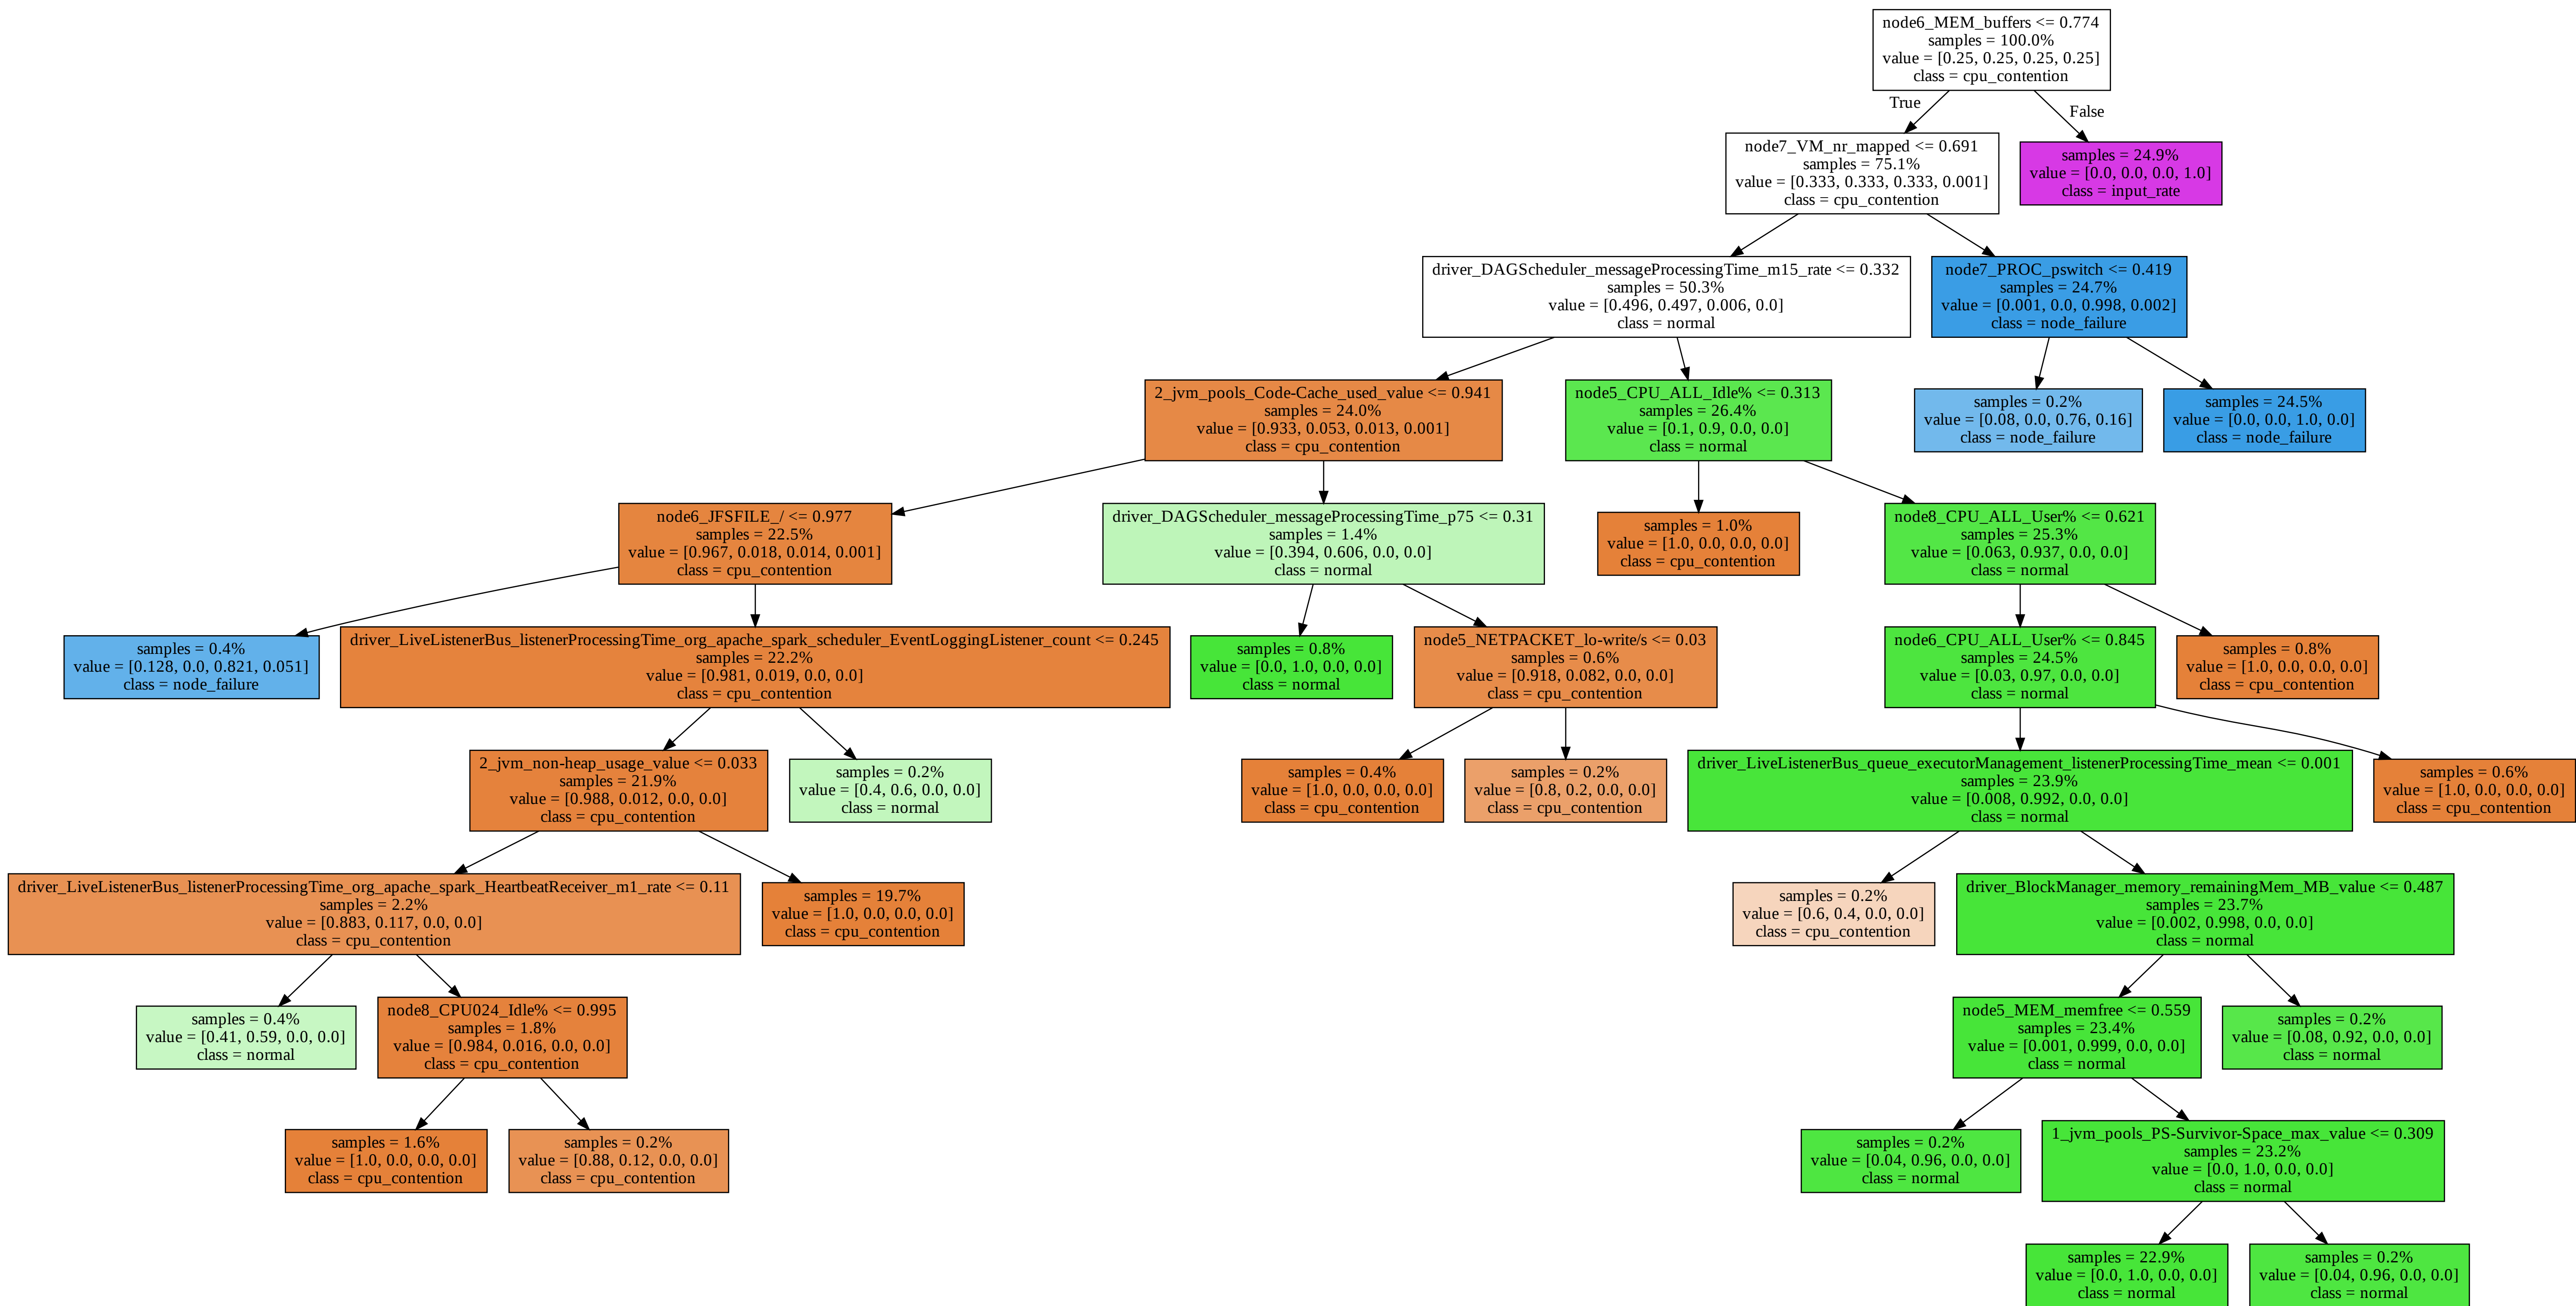 node6_MEM_buffers <= 0.774
samples = 100.0%
value = [0.25, 0.25, 0.25, 0.25]
class = cpu_contention
True
False
node7_VM_nr_mapped <= 0.691
samples = 75.1%
value = [0.333, 0.333, 0.333, 0.001]
class = cpu_contention
samples = 24.9%
value = [0.0, 0.0, 0.0, 1.0]
class = input_rate
driver_DAGScheduler_messageProcessingTime_m15_rate <= 0.332
samples = 50.3%
value = [0.496, 0.497, 0.006, 0.0]
class = normal
node7_PROC_pswitch <= 0.419
samples = 24.7%
value = [0.001, 0.0, 0.998, 0.002]
class = node_failure
2_jvm_pools_Code-Cache_used_value <= 0.941
samples = 24.0%
value = [0.933, 0.053, 0.013, 0.001]
class = cpu_contention
node5_CPU_ALL_Idle% <= 0.313
samples = 26.4%
value = [0.1, 0.9, 0.0, 0.0]
class = normal
samples = 0.2%
value = [0.08, 0.0, 0.76, 0.16]
class = node_failure
samples = 24.5%
value = [0.0, 0.0, 1.0, 0.0]
class = node_failure
node6_JFSFILE_/ <= 0.977
samples = 22.5%
value = [0.967, 0.018, 0.014, 0.001]
class = cpu_contention
driver_DAGScheduler_messageProcessingTime_p75 <= 0.31
samples = 1.4%
value = [0.394, 0.606, 0.0, 0.0]
class = normal
samples = 1.0%
value = [1.0, 0.0, 0.0, 0.0]
class = cpu_contention
node8_CPU_ALL_User% <= 0.621
samples = 25.3%
value = [0.063, 0.937, 0.0, 0.0]
class = normal
samples = 0.4%
value = [0.128, 0.0, 0.821, 0.051]
class = node_failure
driver_LiveListenerBus_listenerProcessingTime_org_apache_spark_scheduler_EventLoggingListener_count <= 0.245
samples = 22.2%
value = [0.981, 0.019, 0.0, 0.0]
class = cpu_contention
samples = 0.8%
value = [0.0, 1.0, 0.0, 0.0]
class = normal
node5_NETPACKET_lo-write/s <= 0.03
samples = 0.6%
value = [0.918, 0.082, 0.0, 0.0]
class = cpu_contention
node6_CPU_ALL_User% <= 0.845
samples = 24.5%
value = [0.03, 0.97, 0.0, 0.0]
class = normal
samples = 0.8%
value = [1.0, 0.0, 0.0, 0.0]
class = cpu_contention
2_jvm_non-heap_usage_value <= 0.033
samples = 21.9%
value = [0.988, 0.012, 0.0, 0.0]
class = cpu_contention
samples = 0.2%
value = [0.4, 0.6, 0.0, 0.0]
class = normal
samples = 0.4%
value = [1.0, 0.0, 0.0, 0.0]
class = cpu_contention
samples = 0.2%
value = [0.8, 0.2, 0.0, 0.0]
class = cpu_contention
driver_LiveListenerBus_queue_executorManagement_listenerProcessingTime_mean <= 0.001
samples = 23.9%
value = [0.008, 0.992, 0.0, 0.0]
class = normal
samples = 0.6%
value = [1.0, 0.0, 0.0, 0.0]
class = cpu_contention
driver_LiveListenerBus_listenerProcessingTime_org_apache_spark_HeartbeatReceiver_m1_rate <= 0.11
samples = 2.2%
value = [0.883, 0.117, 0.0, 0.0]
class = cpu_contention
samples = 19.7%
value = [1.0, 0.0, 0.0, 0.0]
class = cpu_contention
samples = 0.2%
value = [0.6, 0.4, 0.0, 0.0]
class = cpu_contention
driver_BlockManager_memory_remainingMem_MB_value <= 0.487
samples = 23.7%
value = [0.002, 0.998, 0.0, 0.0]
class = normal
samples = 0.4%
value = [0.41, 0.59, 0.0, 0.0]
class = normal
node8_CPU024_Idle% <= 0.995
samples = 1.8%
value = [0.984, 0.016, 0.0, 0.0]
class = cpu_contention
node5_MEM_memfree <= 0.559
samples = 23.4%
value = [0.001, 0.999, 0.0, 0.0]
class = normal
samples = 0.2%
value = [0.08, 0.92, 0.0, 0.0]
class = normal
samples = 1.6%
value = [1.0, 0.0, 0.0, 0.0]
class = cpu_contention
samples = 0.2%
value = [0.88, 0.12, 0.0, 0.0]
class = cpu_contention
samples = 0.2%
value = [0.04, 0.96, 0.0, 0.0]
class = normal
1_jvm_pools_PS-Survivor-Space_max_value <= 0.309
samples = 23.2%
value = [0.0, 1.0, 0.0, 0.0]
class = normal
samples = 22.9%
value = [0.0, 1.0, 0.0, 0.0]
class = normal
samples = 0.2%
value = [0.04, 0.96, 0.0, 0.0]
class = normal